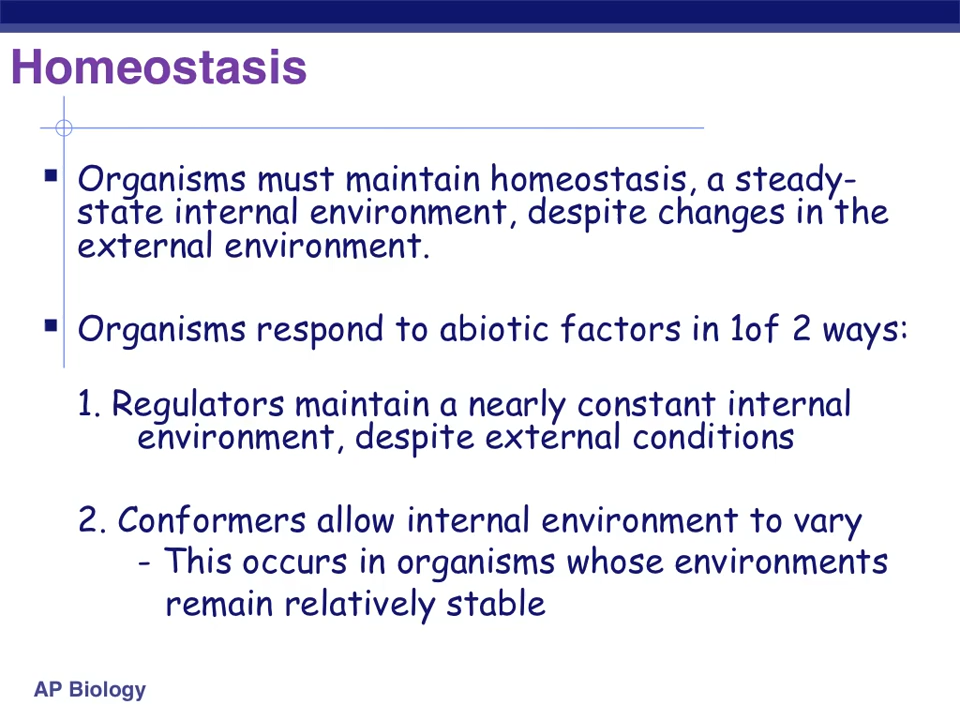 Homeostasis
▪ Organisms must maintain homeostasis, a steady-
state internal environment, despite changes in the
external environment.
▪ Organisms respond to abiotic factors in 1of 2 ways:
1. Regulators maintain a nearly constant internal
environment, despite external conditions
2. Conformers allow internal environment to vary
- This occurs in organisms whose environments
remain relatively stable
AP Biology